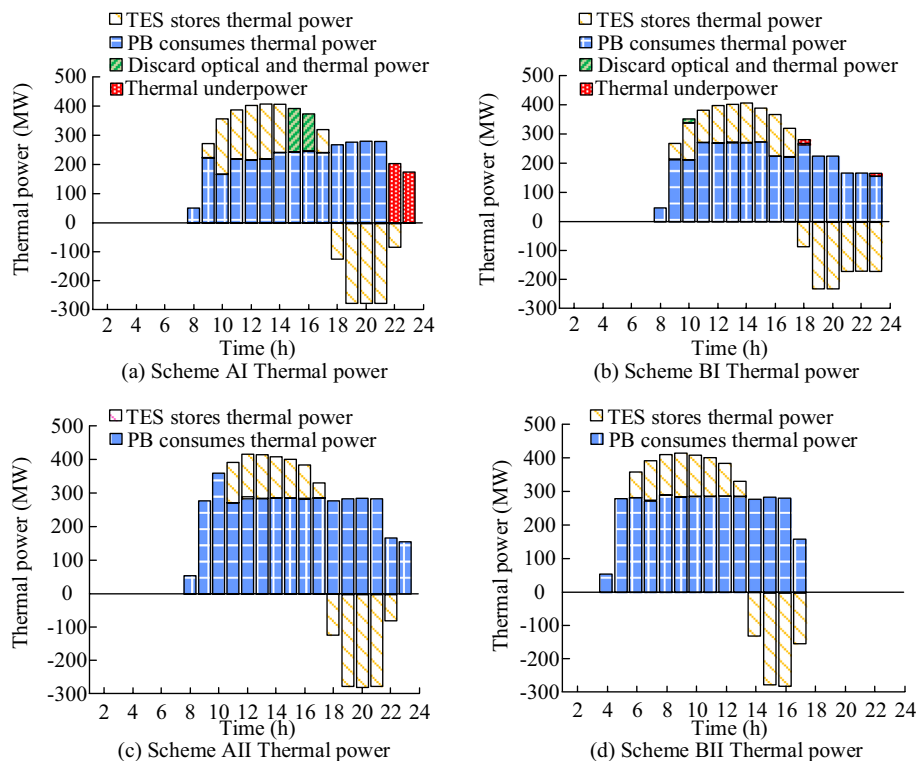 TES stores thermal power
PB consumes thermal power
Discard optical and thermal power
Thermal underpower
Thermal power (MW)
500
400
300
200
100
0
-100
-200
-300
2 4 6 8 10 12 14 16 18 20 22 24
Time (h)
(a) Scheme AI Thermal power
TES stores thermal power
PB consumes thermal power
Discard optical and thermal power
Thermal underpower
Thermal power (MW)
500
400
300
200
100
0
-100
-200
-300
2 4 6 8 10 12 14 16 18 20 22 24
Time (h)
(b) Scheme BI Thermal power
TES stores thermal power
PB consumes thermal power
Thermal power (MW)
500
400
300
200
100
0
-100
-200
-300
2 4 6 8 10 12 14 16 18 20 22 24
Time (h)
(c) Scheme AII Thermal power
TES stores thermal power
PB consumes thermal power
Thermal power (MW)
500
400
300
200
100
0
-100
-200
-300
2 4 6 8 10 12 14 16 18 20 22 24
Time (h)
(d) Scheme BII Thermal power